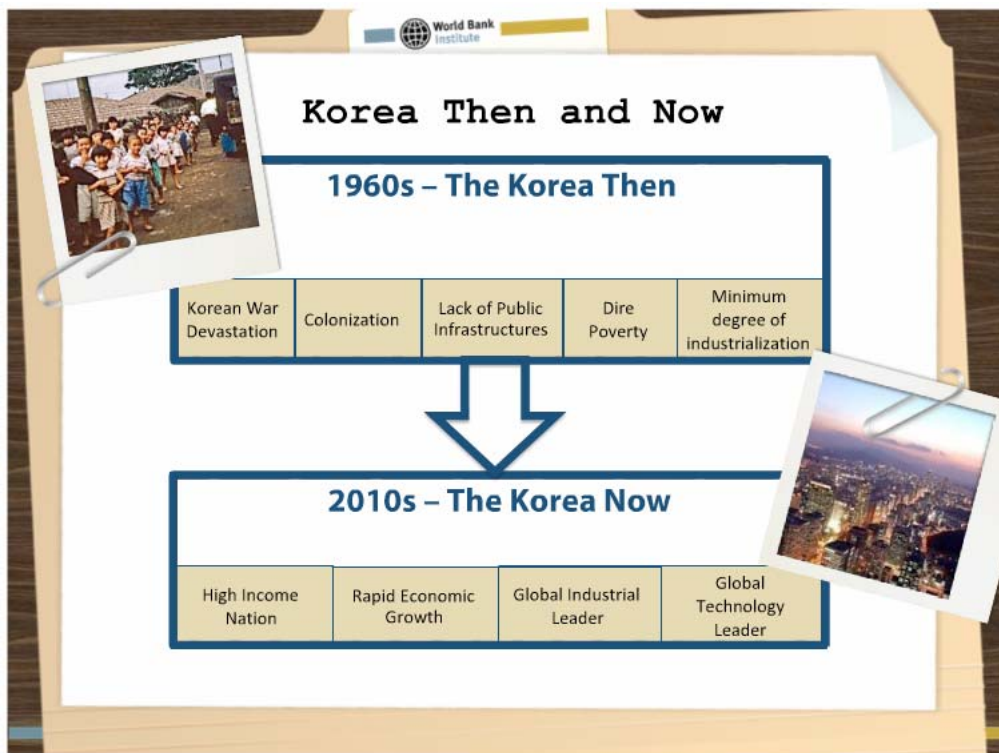 World Bank
Institute
Korea Then and Now
1960s – The Korea Then
Korean War
Devastation
Colonization
Lack of Public
Infrastructures
Dire
Poverty
Minimum
degree of
industrialization
2010s – The Korea Now
High Income
Nation
Rapid Economic
Growth
Global Industrial
Leader
Global
Technology
Leader